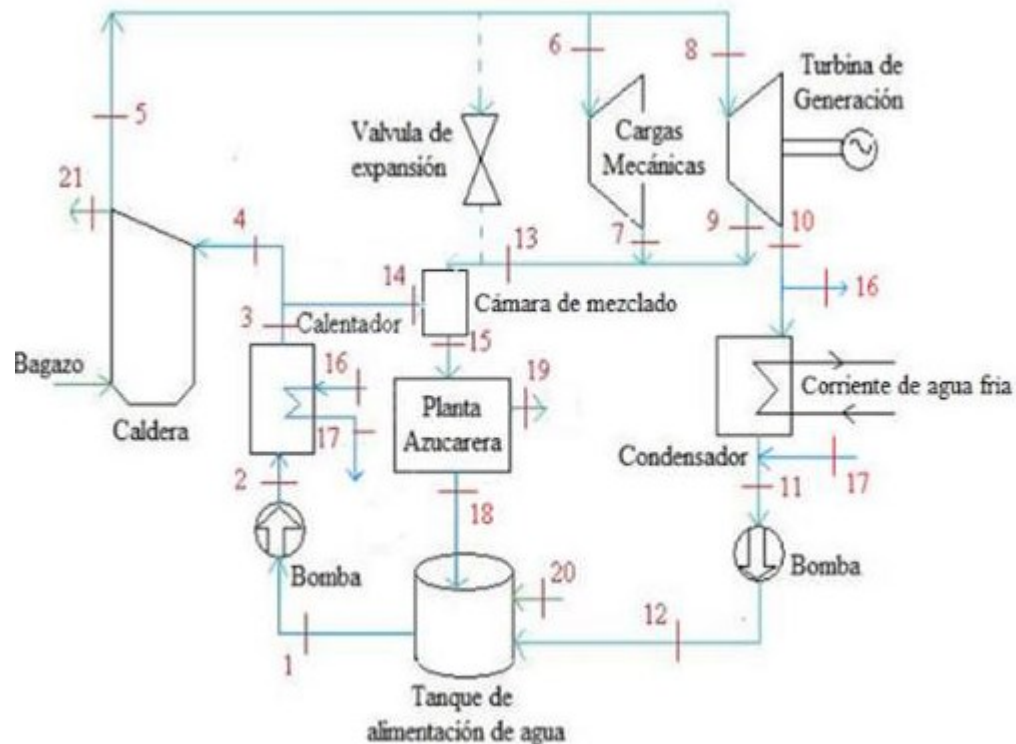 6
8
Turbina de
Generación
5
Valvula de
expansión
Cargas
Mecánicas
21
4
7
9
10
13
14
Cámara de mezclado
16
3
Calentador
15
16
19
Bagazo
Planta
Azucarera
Corriente de agua fria
17
Caldera
Condensador
2
11
17
18
Bomba
Bomba
20
12
1
Tanque de
alimentación de agua